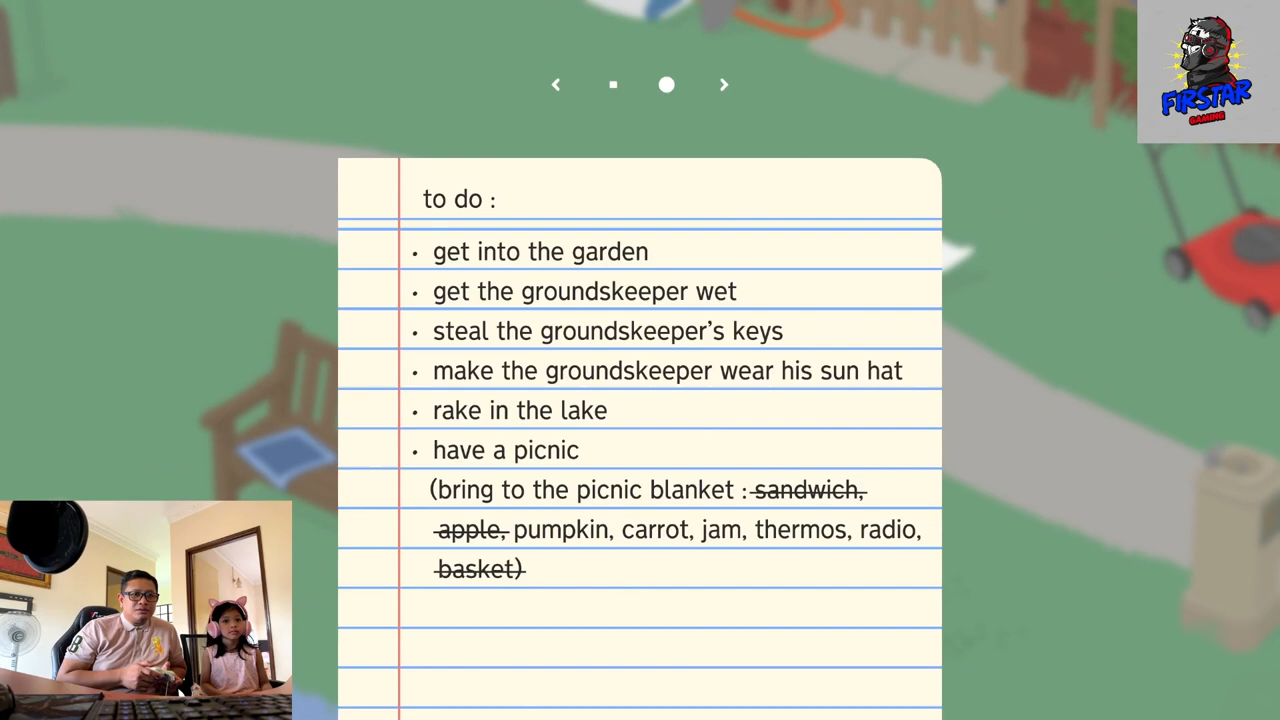 FIRSTAR
GAMING
to do :
• get into the garden
• get the groundskeeper wet
• steal the groundskeeper’s keys
• make the groundskeeper wear his sun hat
• rake in the lake
• have a picnic
(bring to the picnic blanket : sandwich,
apple, pumpkin, carrot, jam, thermos, radio,
basket)